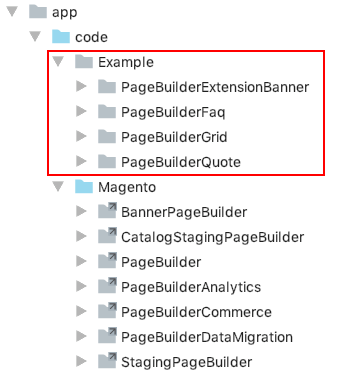 app
code
Example
PageBuilderExtensionBanner
PageBuilderFaq
PageBuilderGrid
PageBuilderQuote
Magento
BannerPageBuilder
CatalogStagingPageBuilder
PageBuilder
PageBuilderAnalytics
PageBuilderCommerce
PageBuilderDataMigration
StagingPageBuilder